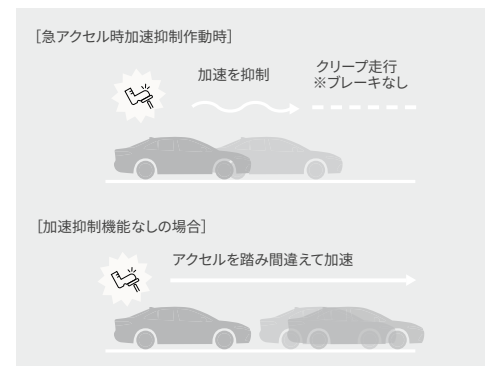 [急アクセル時加速抑制作動時]
加速を抑制
クリープ走行
※ブレーキなし
[加速抑制機能なしの場合]
アクセルを踏み間違えて加速